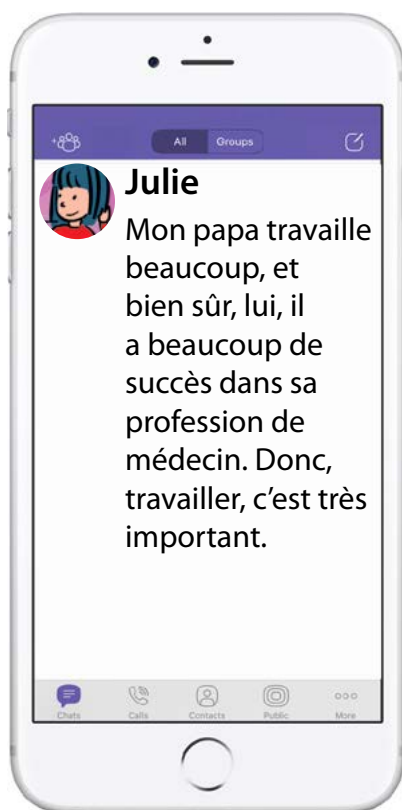 All Groups
Julie
Mon papa travaille
beaucoup, et
bien sûr, lui, il
a beaucoup de
succès dans sa
profession de
médecin. Donc,
travailler, c’est très
important.
Chats Calls Contacts Public More